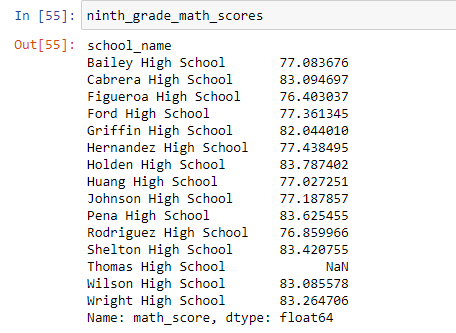 In [55]: ninth_grade_math_scores
Out[55]: school_name
Bailey High School 77.083676
Cabrera High School 83.094697
Figueroa High School 76.403037
Ford High School 77.361345
Griffin High School 82.044010
Hernandez High School 77.438495
Holden High School 83.787402
Huang High School 77.027251
Johnson High School 77.187857
Pena High School 83.625455
Rodriguez High School 76.859966
Shelton High School 83.420755
Thomas High School NaN
Wilson High School 83.085578
Wright High School 83.264706
Name: math_score, dtype: float64